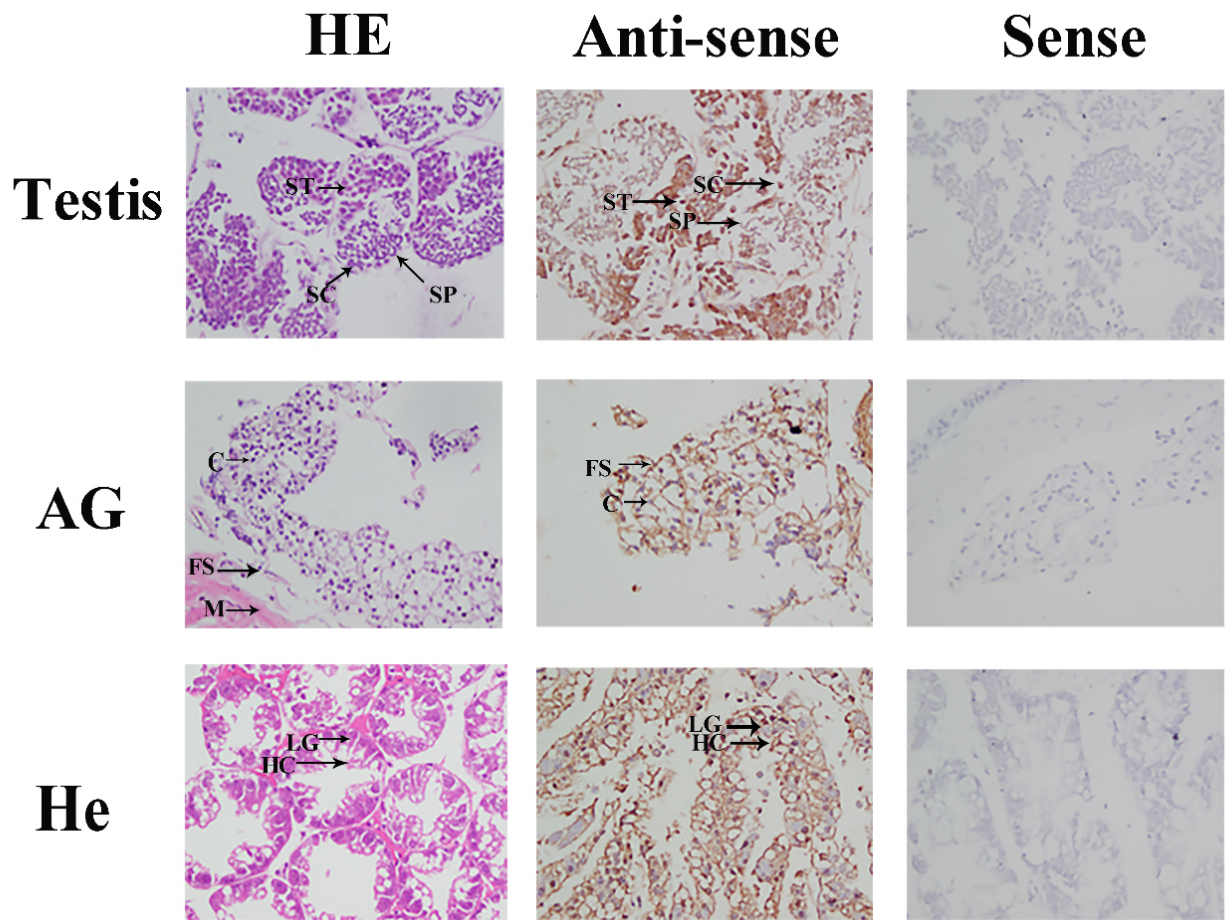 HE Anti-sense Sense
Testis
ST
SC SP
SC
ST
SP
AG
C
FS
M
FS
C
He
LG
HC
LG
HC